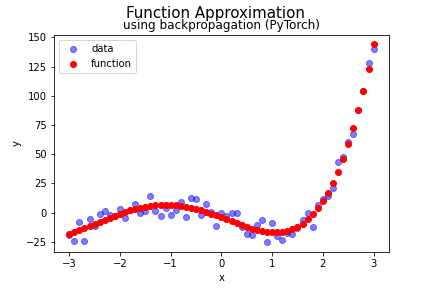 Function Approximation
using backpropagation (PyTorch)
data
function
150
125
100
75
50
25
0
−25
y
−3
−2
−1
0
1
2
3
x